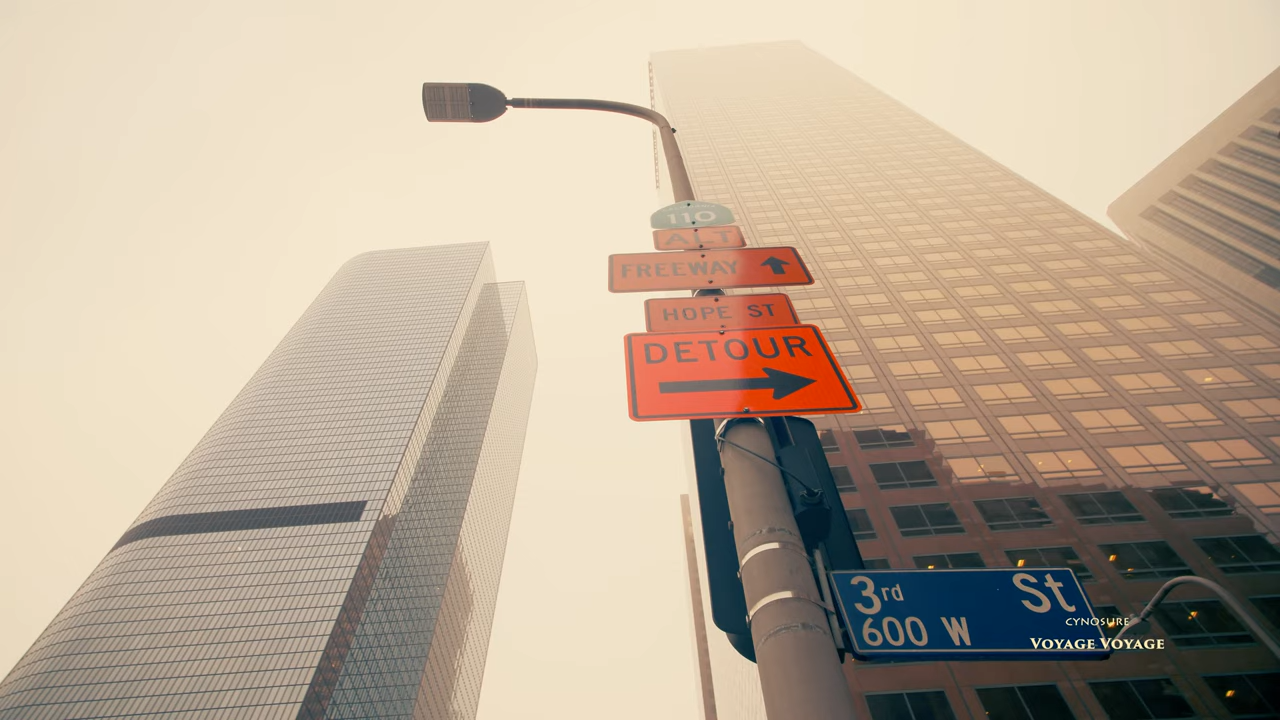 110
ALT
FREEWAY
HOPE ST
DETOUR
3rd St
600 W
CYNOSURE
VOYAGE VOYAGE